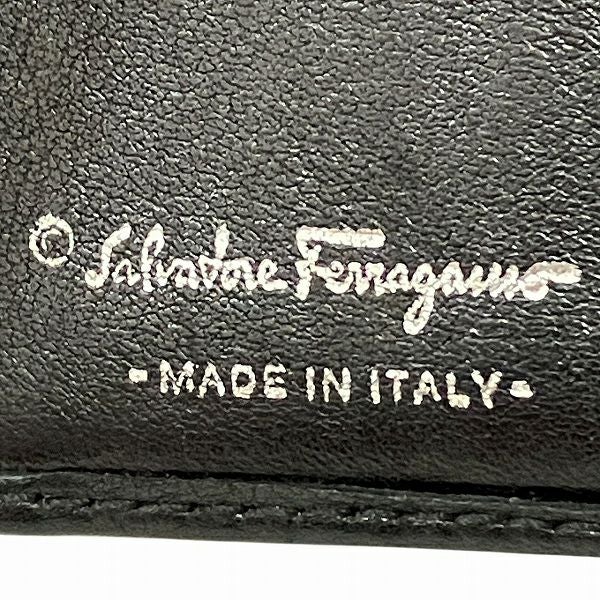 © Salvatore Ferragamo
-MADE IN ITALY-